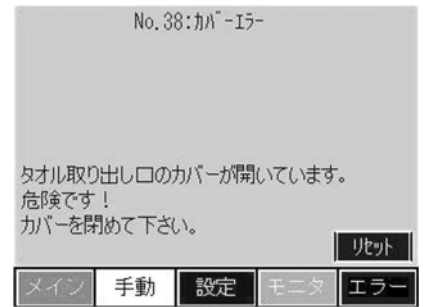 No.38:ｶﾊﾞｰｴﾗｰ
タオル取り出し口のカバーが開いています。
危険です！
カバーを閉めて下さい。
ﾘｾｯﾄ
メイン 手動 設定 モニタ エラー